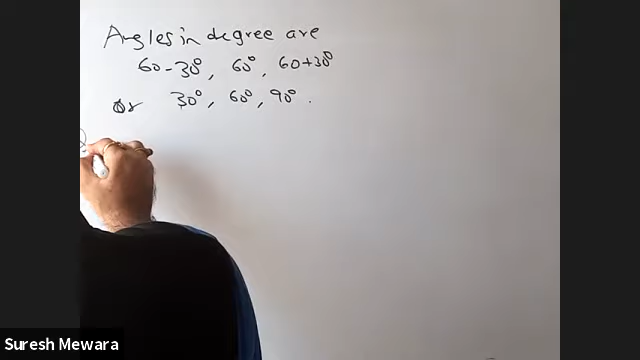 Angles in degree are
60-30°, 60°, 60+30°
Or 30°, 60°, 90°.
Suresh Mewara